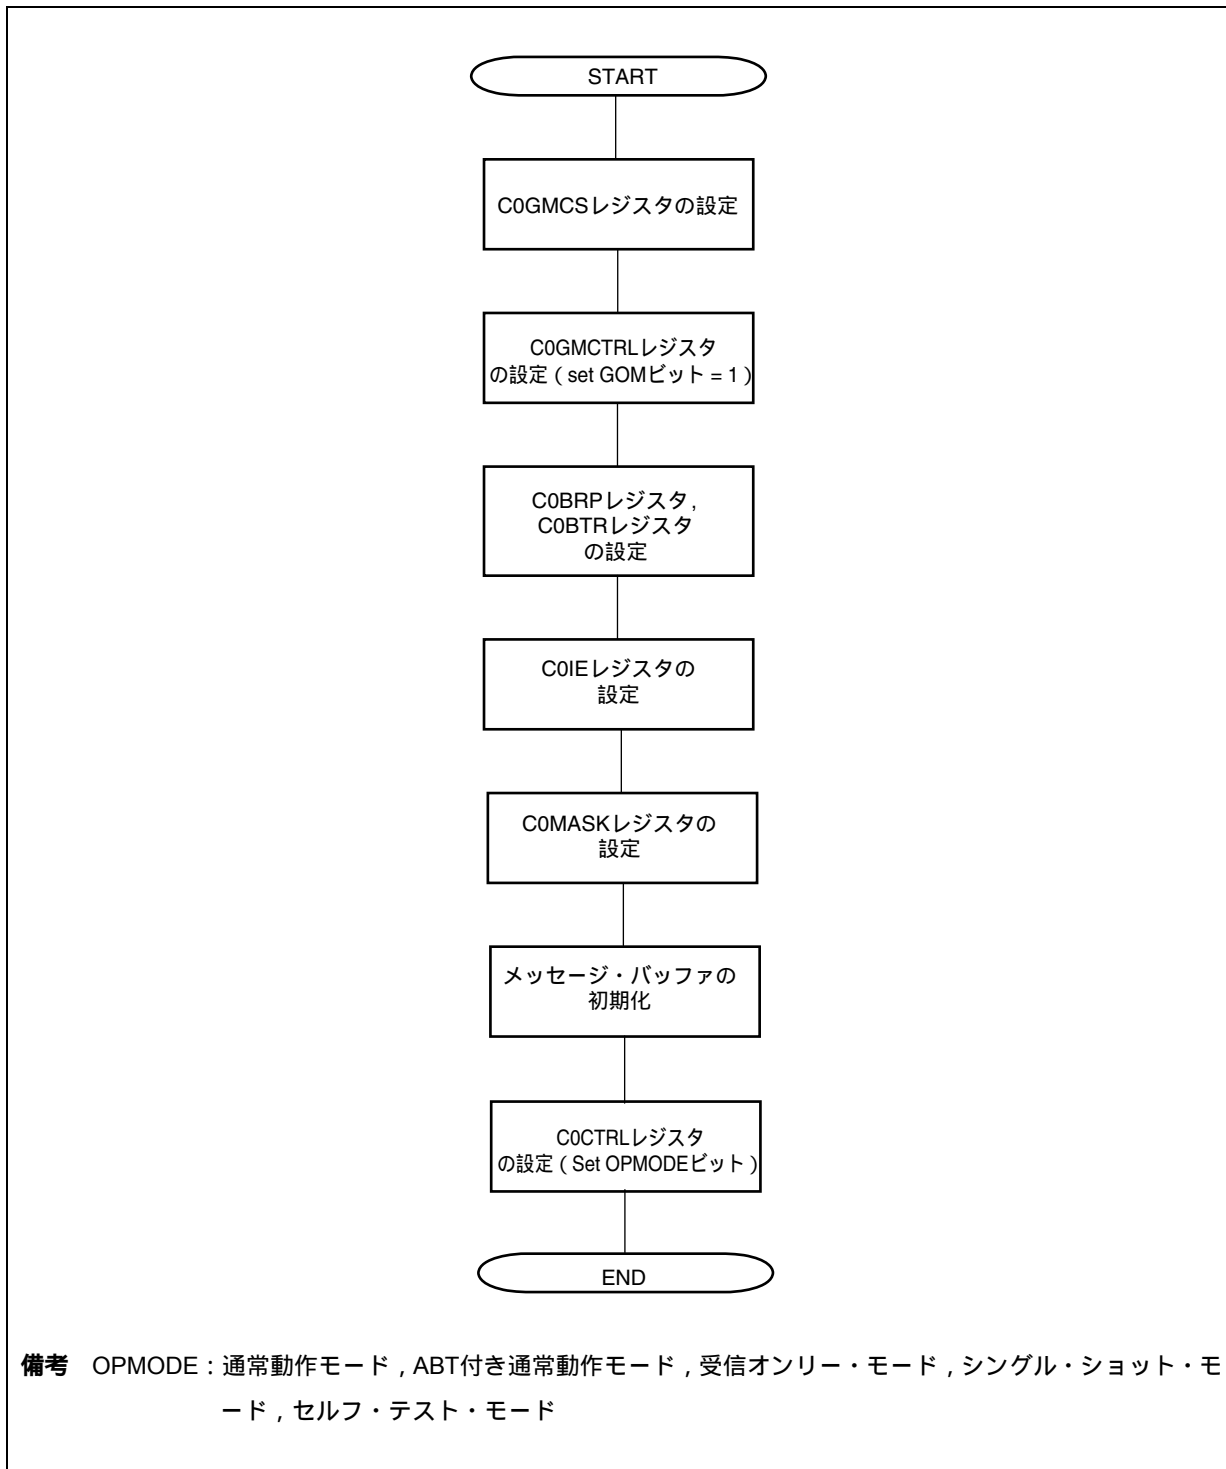 START
C0GMCSレジスタの設定
C0GMCTRLレジスタ
の設定（set GOMビット = 1）
C0BRPレジスタ，
C0BTRレジスタ
の設定
C0IEレジスタの
設定
C0MASKレジスタの
設定
メッセージ・バッファの
初期化
C0CTRLレジスタ
の設定（Set OPMODEビット）
END
備考 OPMODE：通常動作モード，ABT付き通常動作モード，受信オンリー・モード，シングル・ショット・モ
ード，セルフ・テスト・モード